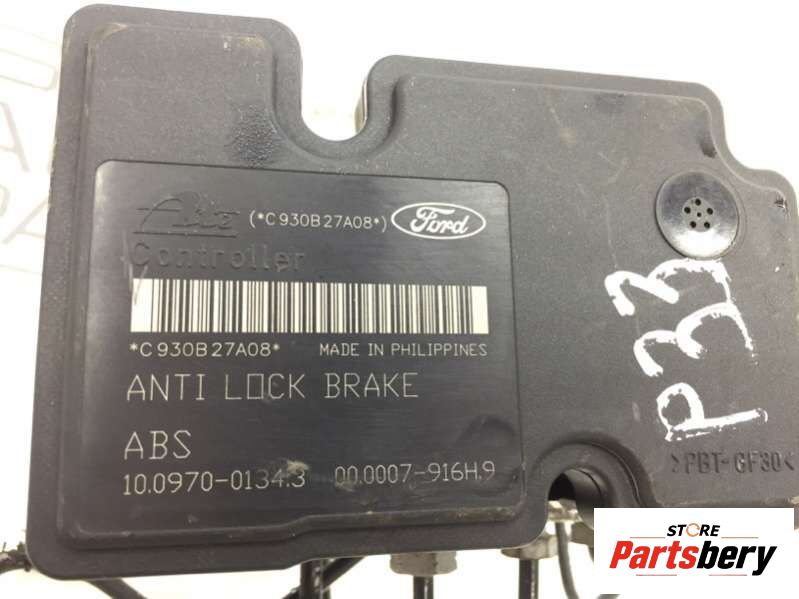 Ate (*C930B27A08*) Ford
Controller
*C930B27A08* MADE IN PHILIPPINES
ANTI LOCK BRAKE
ABS
10.0970-0134.3 00.0007-916H.9
P33
>PBT-GF30<
STORE
Partsbery